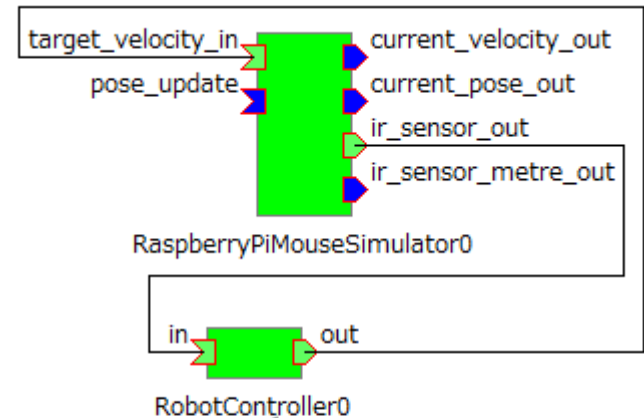 target_velocity_in
current_velocity_out
pose_update
current_pose_out
ir_sensor_out
ir_sensor_metre_out
RaspberryPiMouseSimulator0
in
out
RobotController0